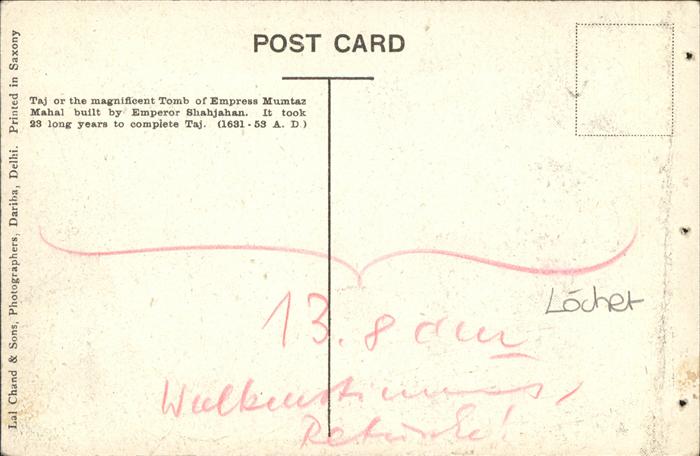 POST CARD
Taj or the magnificent Tomb of Empress Mumtaz
Mahal built by Emperor Shahjahan. It took
23 long years to complete Taj. (1631-53 A. D.)
Lal Chand & Sons, Photographers, Dariba, Delhi. Printed in Saxony
13. 8 cm
Löcher